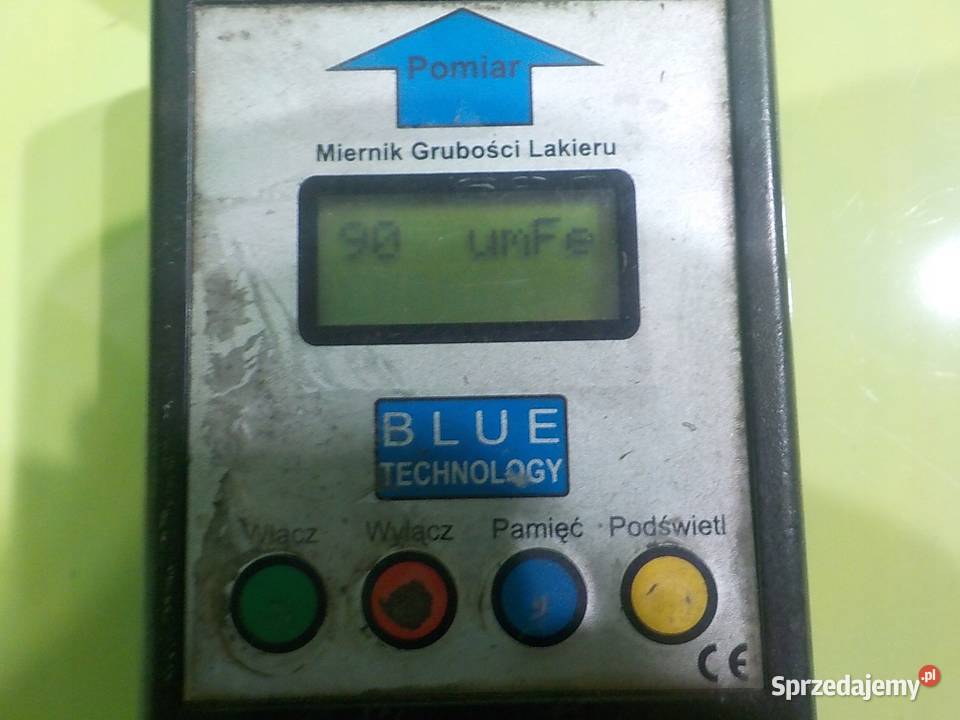 Pomiar
Miernik Grubości Lakieru
90 umFe
BLUE
TECHNOLOGY
Włącz Wyłącz Pamięć Podświetl
CE
Sprzedajemy.pl